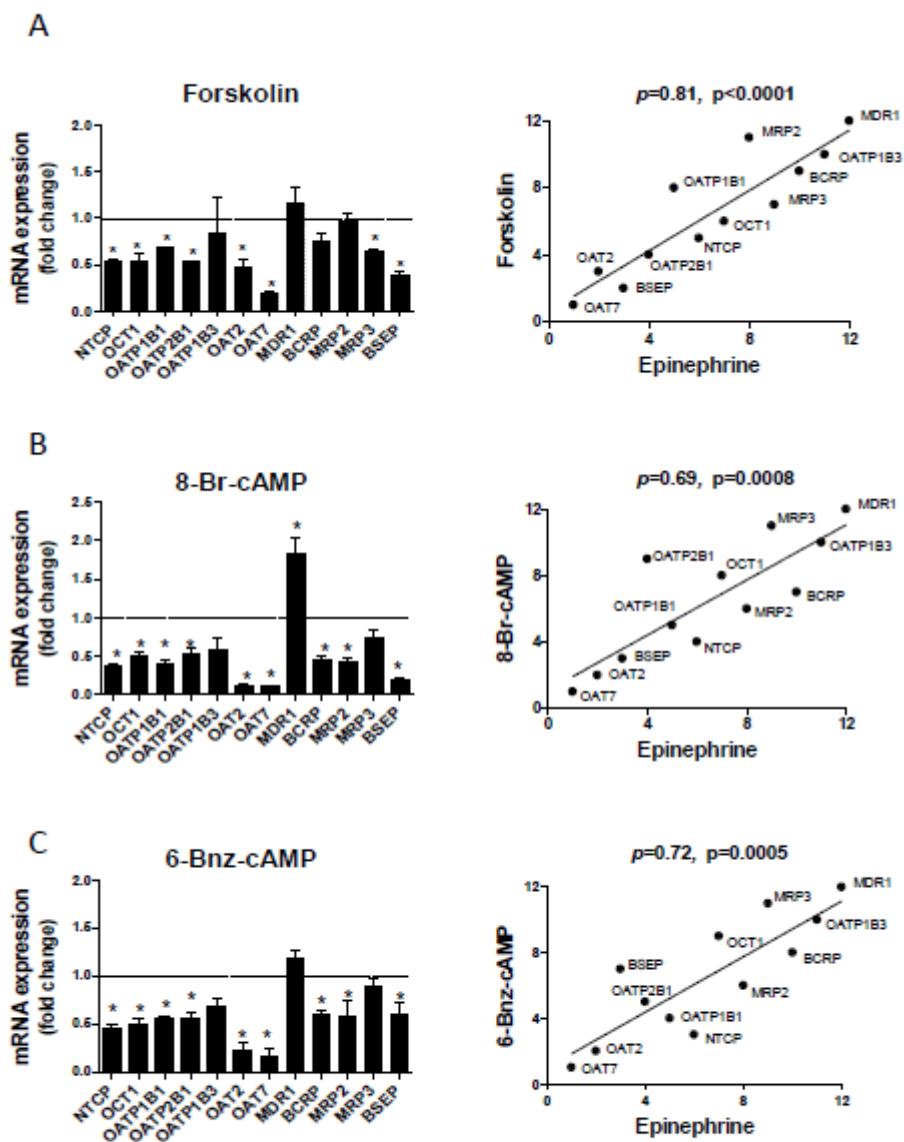 A
Forskolin
mRNA expression
(fold change)
2.0
1.5
1.0
0.5
0.0
* * * * * * * *
NTCP
OCT1
OATP1B1
OATP2B1
OATP1B3
OAT2
OAT7
MDR1
BCRP
MRP2
MRP3
BSEP
p=0.81, p<0.0001
Forskolin
12
8
4
0
0 4 8 12
Epinephrine
MDR1
MRP2
OATP1B3
BCRP
OATP1B1
MRP3
OCT1
NTCP
OAT2
OATP2B1
BSEP
OAT7
B
8-Br-cAMP
mRNA expression
(fold change)
2.5
2.0
1.5
1.0
0.5
0.0
* * * * * * * * * *
NTCP
OCT1
OATP1B1
OATP2B1
OATP1B3
OAT2
OAT7
MDR1
BCRP
MRP2
MRP3
BSEP
p=0.69, p=0.0008
8-Br-cAMP
12
8
4
0
0 4 8 12
Epinephrine
MDR1
MRP3
OATP1B3
OATP2B1
OCT1
BCRP
OATP1B1
MRP2
NTCP
BSEP
OAT2
OAT7
C
6-Bnz-cAMP
mRNA expression
(fold change)
2.0
1.5
1.0
0.5
0.0
* * * * * * * * *
NTCP
OCT1
OATP1B1
OATP2B1
OATP1B3
OAT2
OAT7
MDR1
BCRP
MRP2
MRP3
BSEP
p=0.72, p=0.0005
6-Bnz-cAMP
12
8
4
0
0 4 8 12
Epinephrine
MDR1
MRP3
OATP1B3
OCT1
BCRP
BSEP
OATP2B1
MRP2
OATP1B1
NTCP
OAT2
OAT7